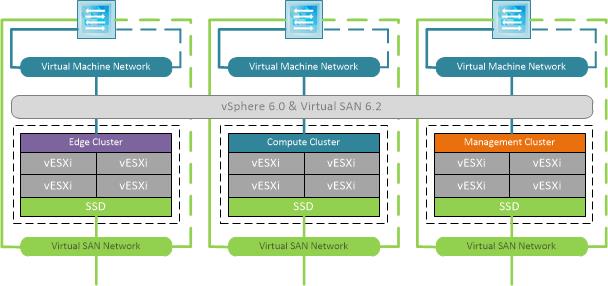 Virtual Machine Network Virtual Machine Network Virtual Machine Network
vSphere 6.0 & Virtual SAN 6.2
Edge Cluster Compute Cluster Management Cluster
vESXi vESXi vESXi vESXi vESXi vESXi
vESXi vESXi vESXi vESXi vESXi vESXi
SSD SSD SSD
Virtual SAN Network Virtual SAN Network Virtual SAN Network